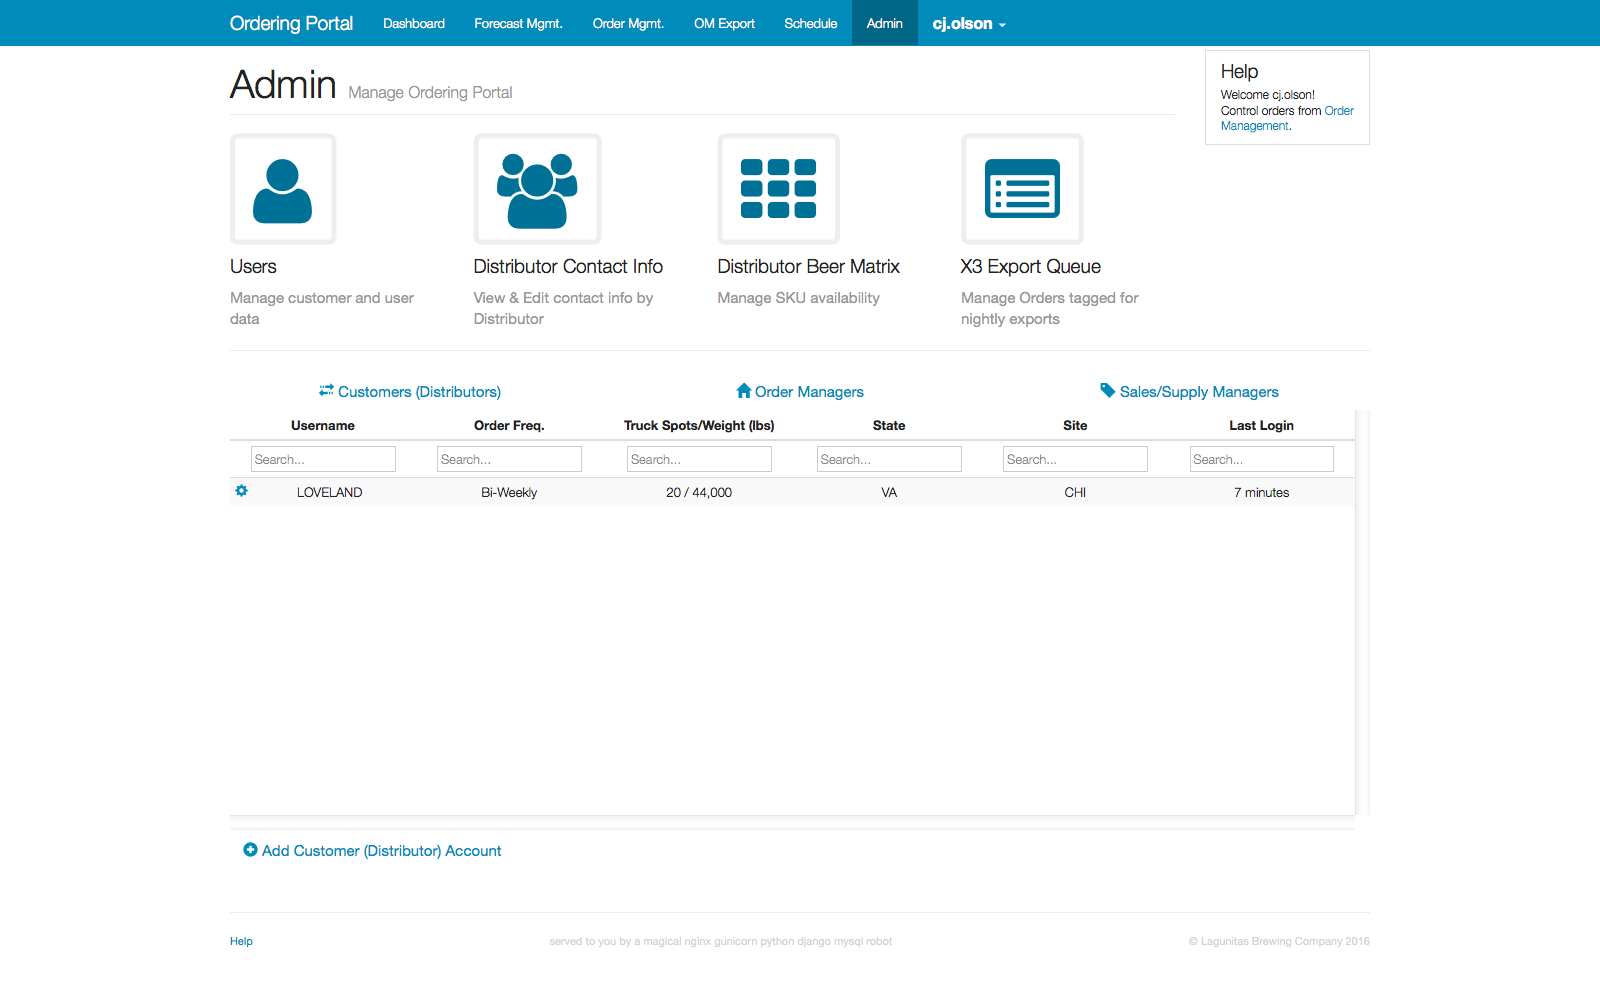 Ordering Portal Dashboard Forecast Mgmt. Order Mgmt. OM Export Schedule Admin cj.olson
Admin Manage Ordering Portal
Help
Welcome cj.olson!
Control orders from Order
Management.
Users
Manage customer and user
data
Distributor Contact Info
View & Edit contact info by
Distributor
Distributor Beer Matrix
Manage SKU availability
X3 Export Queue
Manage Orders tagged for
nightly exports
Customers (Distributors) Order Managers Sales/Supply Managers
Username Order Freq. Truck Spots/Weight (lbs) State Site Last Login
Search... Search... Search... Search... Search... Search...
LOVELAND Bi-Weekly 20 / 44,000 VA CHI 7 minutes
Add Customer (Distributor) Account
Help served to you by a magical nginx gunicorn python django mysql robot © Lagunitas Brewing Company 2016